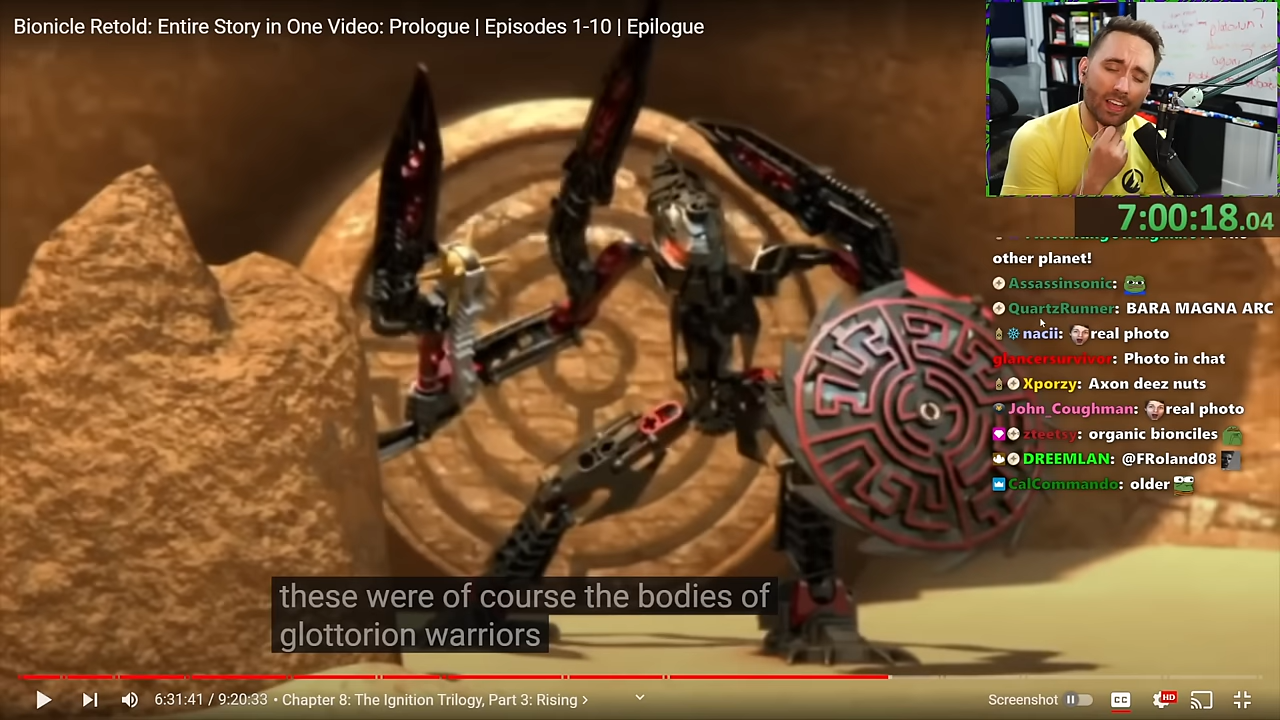 Bionicle Retold: Entire Story in One Video: Prologue | Episodes 1-10 | Epilogue
7:00:18.04
other planet!
Assassinsonic:
QuartzRunner: BARA MAGNA ARC
nacii: real photo
glancersurvivor: Photo in chat
Xporzy: Axon deez nuts
John_Coughman: real photo
zteetsy: organic bionciles
DREEMLAN: @FRoland08
CalCommando: older
these were of course the bodies of
glottorion warriors
6:31:41 / 9:20:33 • Chapter 8: The Ignition Trilogy, Part 3: Rising >
Screenshot
CC
HD